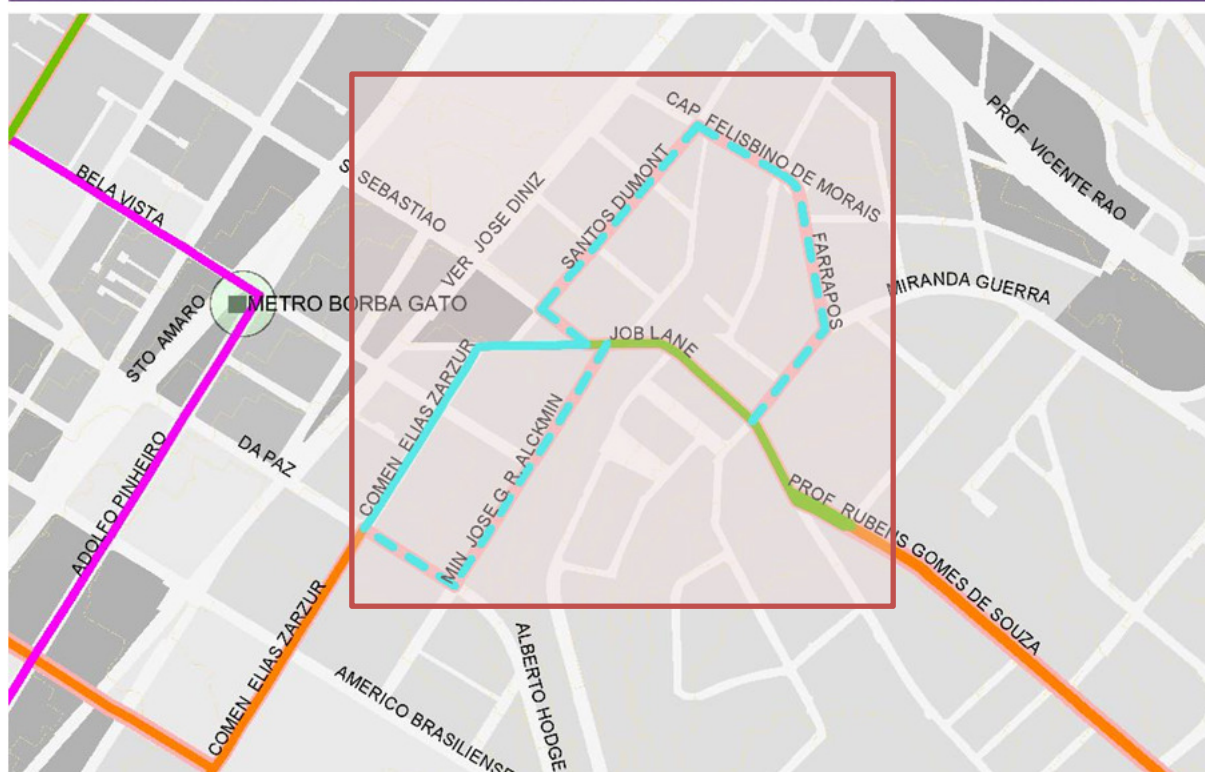 CAP FELISBINO DE MORAIS
PROF. VICENTE RAO
BELA VISTA
S SEBASTIAO
VER JOSE DINIZ
SANTOS DUMONT
FARRAPOS
MIRANDA GUERRA
METRO BORBA GATO
STO AMARO
JOB LANE
COMEN ELIAS ZARZUR
DA PAZ
ADOLFO PINHEIRO
MIN JOSE G. R. ALCKMIN
PROF. RUBENS GOMES DE SOUZA
COMEN ELIAS ZARZUR
ALBERTO HODGE
AMERICO BRASILIENSE